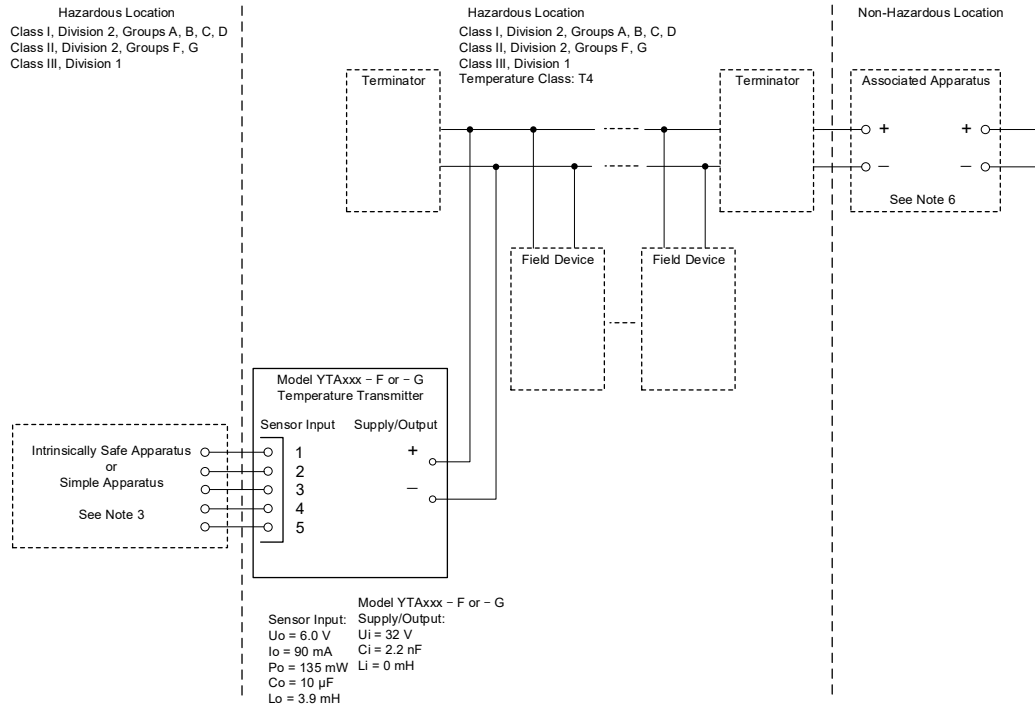 Hazardous Location
Class I, Division 2, Groups A, B, C, D
Class II, Division 2, Groups F, G
Class III, Division 1
Hazardous Location
Class I, Division 2, Groups A, B, C, D
Class II, Division 2, Groups F, G
Class III, Division 1
Temperature Class: T4
Non-Hazardous Location
Terminator
Terminator
Associated Apparatus
+ +
− −
See Note 6
Field Device
Field Device
Model YTAxxx − F or − G
Temperature Transmitter
Sensor Input
Supply/Output
1
2
3
4
5
+
−
Intrinsically Safe Apparatus
or
Simple Apparatus
See Note 3
Model YTAxxx − F or − G
Sensor Input:
Uo = 6.0 V
Io = 90 mA
Po = 135 mW
Co = 10 µF
Lo = 3.9 mH
Supply/Output:
Ui = 32 V
Ci = 2.2 nF
Li = 0 mH